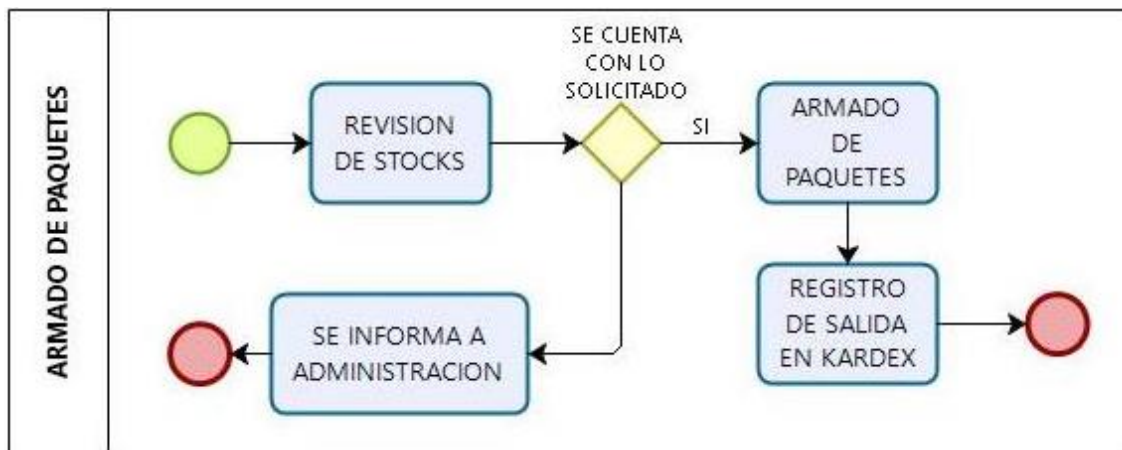 ARMADO DE PAQUETES
REVISION
DE STOCKS
SE CUENTA
CON LO
SOLICITADO
SI
ARMADO
DE
PAQUETES
SE INFORMA A
ADMINISTRACION
REGISTRO
DE SALIDA
EN KARDEX